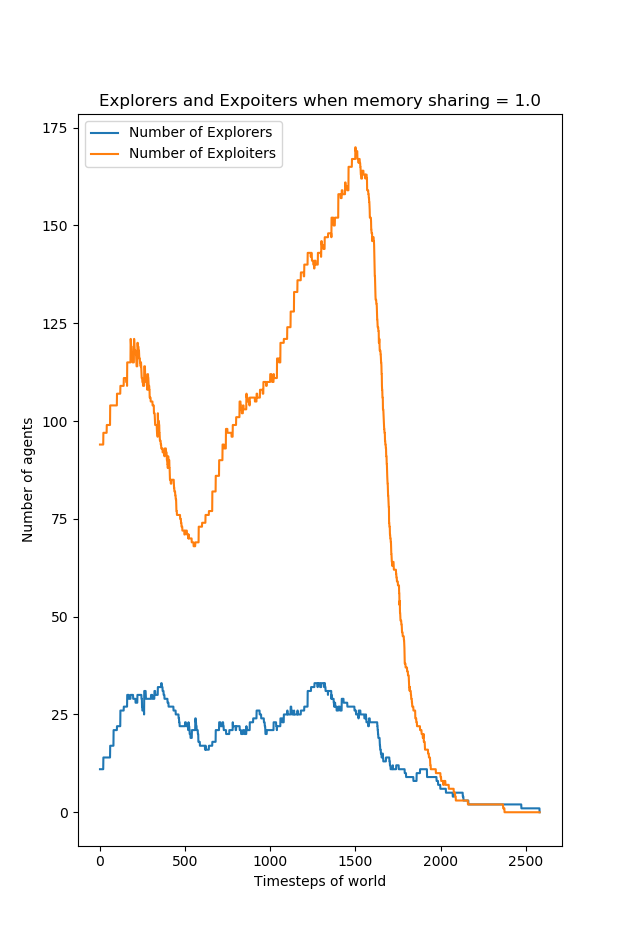 Explorers and Expoiters when memory sharing = 1.0
Number of Explorers
Number of Exploiters
175
150
125
100
75
50
25
0
Number of agents
0 500 1000 1500 2000 2500
Timesteps of world